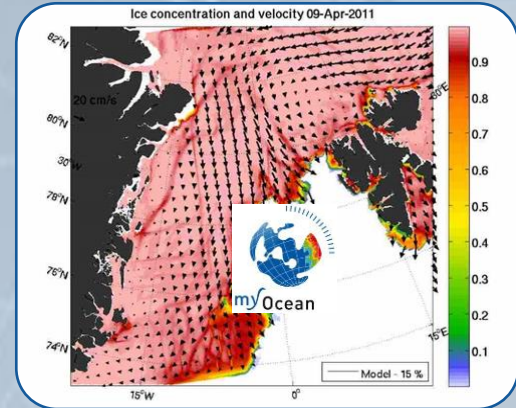 Ice concentration and velocity 09-Apr-2011
82°N
20 cm/s
80°N
30°W
78°N
76°N
74°N
15°W
0°
15°E
30°E
0.9
0.8
0.7
0.6
0.5
0.4
0.3
0.2
0.1
my Ocean
Model - 15 %